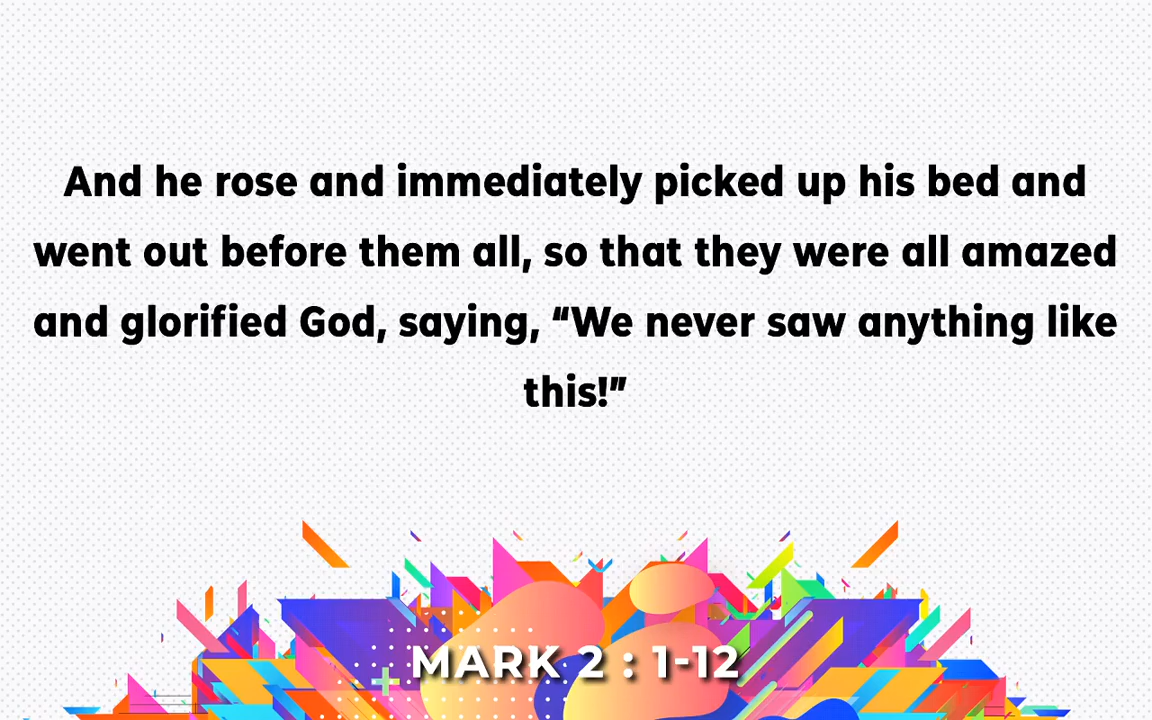 And he rose and immediately picked up his bed and
went out before them all, so that they were all amazed
and glorified God, saying, “We never saw anything like
this!”
MARK 2 : 1-12